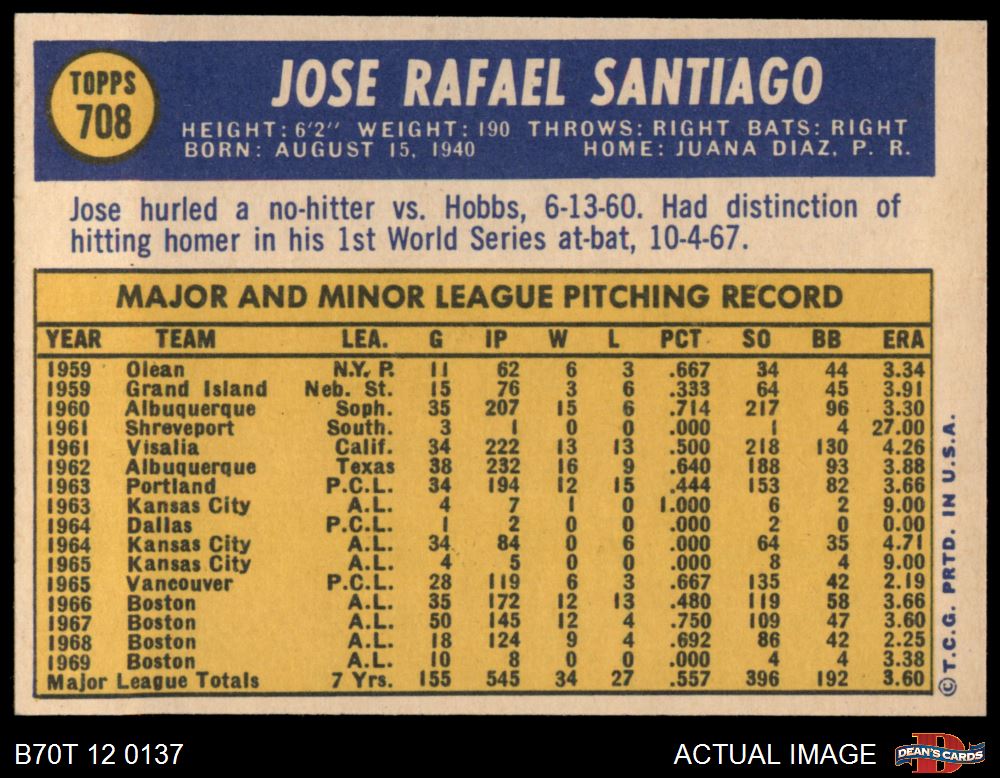 TOPPS
708
JOSE RAFAEL SANTIAGO
HEIGHT: 6'2" WEIGHT: 190 THROWS: RIGHT BATS: RIGHT
BORN: AUGUST 15, 1940 HOME: JUANA DIAZ, P. R.
Jose hurled a no-hitter vs. Hobbs, 6-13-60. Had distinction of
hitting homer in his 1st World Series at-bat, 10-4-67.
MAJOR AND MINOR LEAGUE PITCHING RECORD
YEAR TEAM LEA. G IP W L PCT SO BB ERA
1959 Olean N.Y. P. 11 62 6 3 .667 34 44 3.34
1959 Grand Island Neb. St. 15 76 3 6 .333 64 45 3.91
1960 Albuquerque Soph. 35 207 15 6 .714 217 96 3.30
1961 Shreveport South. 3 1 0 0 .000 1 4 27.00
1961 Visalia Calif. 34 222 13 13 .500 218 130 4.26
1962 Albuquerque Texas 38 232 16 9 .640 188 93 3.88
1963 Portland P.C.L. 34 194 12 15 .444 153 82 3.66
1963 Kansas City A.L. 4 7 1 0 1.000 6 2 9.00
1964 Dallas P.C.L. 1 2 0 0 .000 2 0 0.00
1964 Kansas City A.L. 34 84 0 6 .000 64 35 4.71
1965 Kansas City A.L. 4 5 0 0 .000 8 4 9.00
1965 Vancouver P.C.L. 28 119 6 3 .667 135 42 2.19
1966 Boston A.L. 35 172 12 13 .480 119 58 3.66
1967 Boston A.L. 50 145 12 4 .750 109 47 3.60
1968 Boston A.L. 18 124 9 4 .692 86 42 2.25
1969 Boston A.L. 10 8 0 0 .000 4 4 3.38
Major League Totals 7 Yrs. 155 545 34 27 .557 396 192 3.60
© T.C.G. PRTD. IN U.S.A.
B70T 12 0137 ACTUAL IMAGE
DEAN'S CARDS